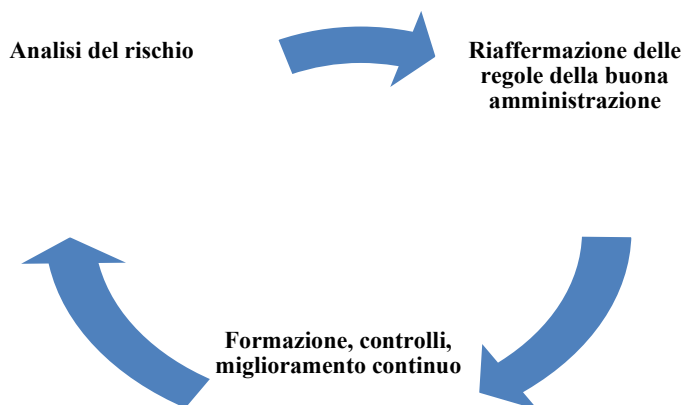 Analisi del rischio
Riaffermazione delle
regole della buona
amministrazione
Formazione, controlli,
miglioramento continuo